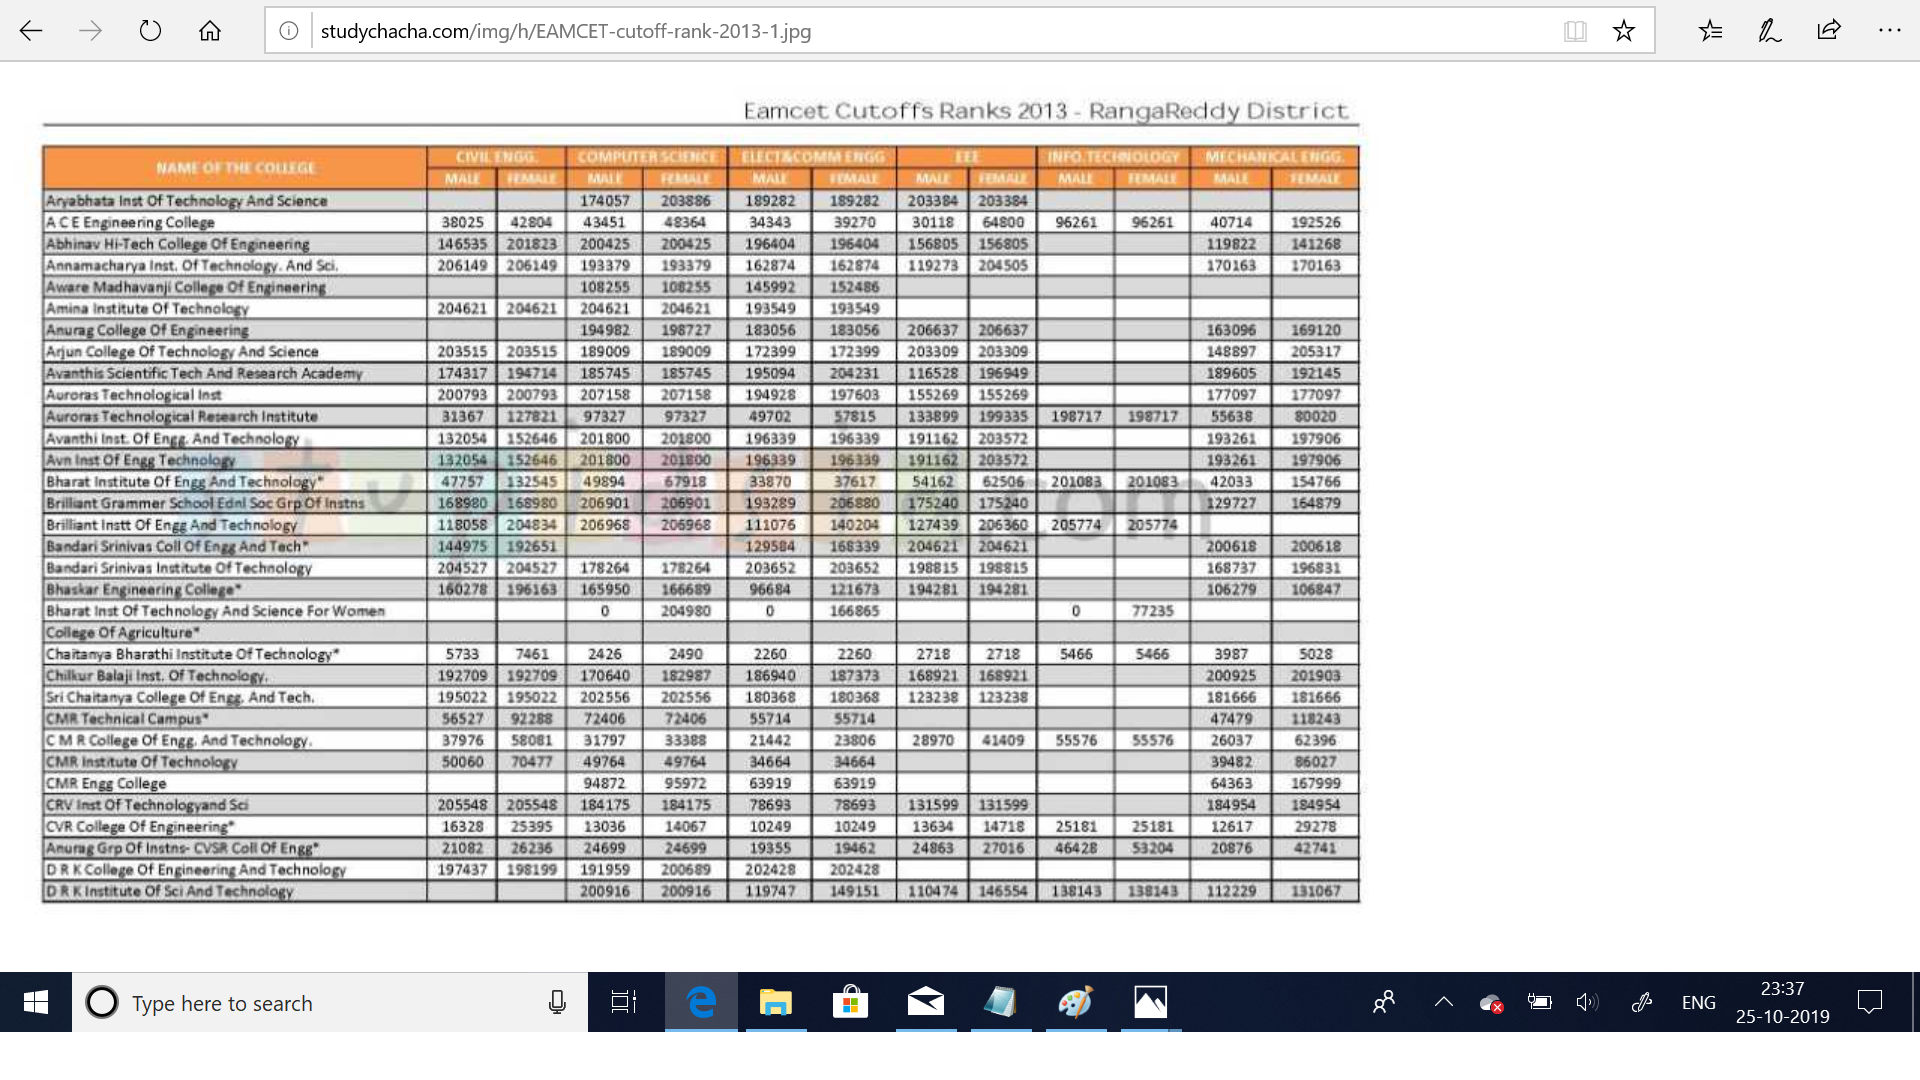 studychacha.com/img/h/EAMCET-cutoff-rank-2013-1.jpg
Eamcet Cutoffs Ranks 2013 - RangaReddy District
NAME OF THE COLLEGE CIVIL ENGG. COMPUTER SCIENCE ELECT&COMM ENGG EEE INFO.TECHNOLOGY MECHANICAL ENGG.
MALE FEMALE MALE FEMALE MALE FEMALE MALE FEMALE MALE FEMALE MALE FEMALE
Aryabhata Inst Of Technology And Science 174057 203886 189282 189282 203384 203384
A C E Engineering College 38025 42804 43451 48364 34343 39270 30118 64800 96261 96261 40714 192526
Abhinav Hi-Tech College Of Engineering 146535 201823 200425 200425 196404 196404 156805 156805 119822 141268
Annamacharya Inst. Of Technology. And Sci. 206149 206149 193379 193379 162874 162874 119273 204505 170163 170163
Aware Madhavanji College Of Engineering 108255 108255 145992 152486
Amina Institute Of Technology 204621 204621 204621 204621 193549 193549
Anurag College Of Engineering 194982 198727 183056 183056 206637 206637 163096 169120
Arjun College Of Technology And Science 203515 203515 189009 189009 172399 172399 203309 203309 148897 205317
Avanthis Scientific Tech And Research Academy 174317 194714 185745 185745 195094 204231 116528 196949 189605 192145
Auroras Technological Inst 200793 200793 207158 207158 194928 197603 155269 155269 177097 177097
Auroras Technological Research Institute 31367 127821 97327 97327 49702 57815 133899 199335 198717 198717 55638 80020
Avanthi Inst. Of Engg. And Technology 132054 152646 201800 201800 196339 196339 191162 203572 193261 197906
Avn Inst Of Engg Technology 132054 152646 201800 201800 196339 196339 191162 203572 193261 197906
Bharat Institute Of Engg And Technology* 47757 132545 49894 67918 33870 37617 54162 62506 201083 201083 42033 154766
Brilliant Grammer School Ednl Soc Grp Of Instns 168980 168980 206901 206901 193289 206880 175240 175240 129727 164879
Brilliant Instt Of Engg And Technology 118058 204834 206968 206968 111076 140204 127439 206360 205774 205774
Bandari Srinivas Coll Of Engg And Tech* 144975 192651 129584 168339 204621 204621 200618 200618
Bandari Srinivas Institute Of Technology 204527 204527 178264 178264 203652 203652 198815 198815 168737 196831
Bhaskar Engineering College* 160278 196163 165950 166689 96684 121673 194281 194281 106279 106847
Bharat Inst Of Technology And Science For Women 0 204980 0 166865 0 77235
College Of Agriculture*
Chaitanya Bharathi Institute Of Technology* 5733 7461 2426 2490 2260 2260 2718 2718 5466 5466 3987 5028
Chilkur Balaji Inst. Of Technology. 192709 192709 170640 182987 186940 187373 168921 168921 200925 201903
Sri Chaitanya College Of Engg. And Tech. 195022 195022 202556 202556 180368 180368 123238 123238 181666 181666
CMR Technical Campus* 56527 92288 72406 72406 55714 55714 47479 118243
C M R College Of Engg. And Technology. 37976 58081 31797 33388 21442 23806 28970 41409 55576 55576 26037 62396
CMR Institute Of Technology 50060 70477 49764 49764 34664 34664 39482 86027
CMR Engg College 94872 95972 63919 63919 64363 167999
CRV Inst Of Technologyand Sci 205548 205548 184175 184175 78693 78693 131599 131599 184954 184954
CVR College Of Engineering* 16328 25395 13036 14067 10249 10249 13634 14718 25181 25181 12617 29278
Anurag Grp Of Instns- CVSR Coll Of Engg* 21082 26236 24699 24699 19355 19462 24863 27016 46428 53204 20876 42741
D R K College Of Engineering And Technology 197437 198199 191959 200689 202428 202428
D R K Institute Of Sci And Technology 200916 200916 119747 149151 110474 146554 138143 138143 112229 131067
Type here to search
ENG
23:37
25-10-2019